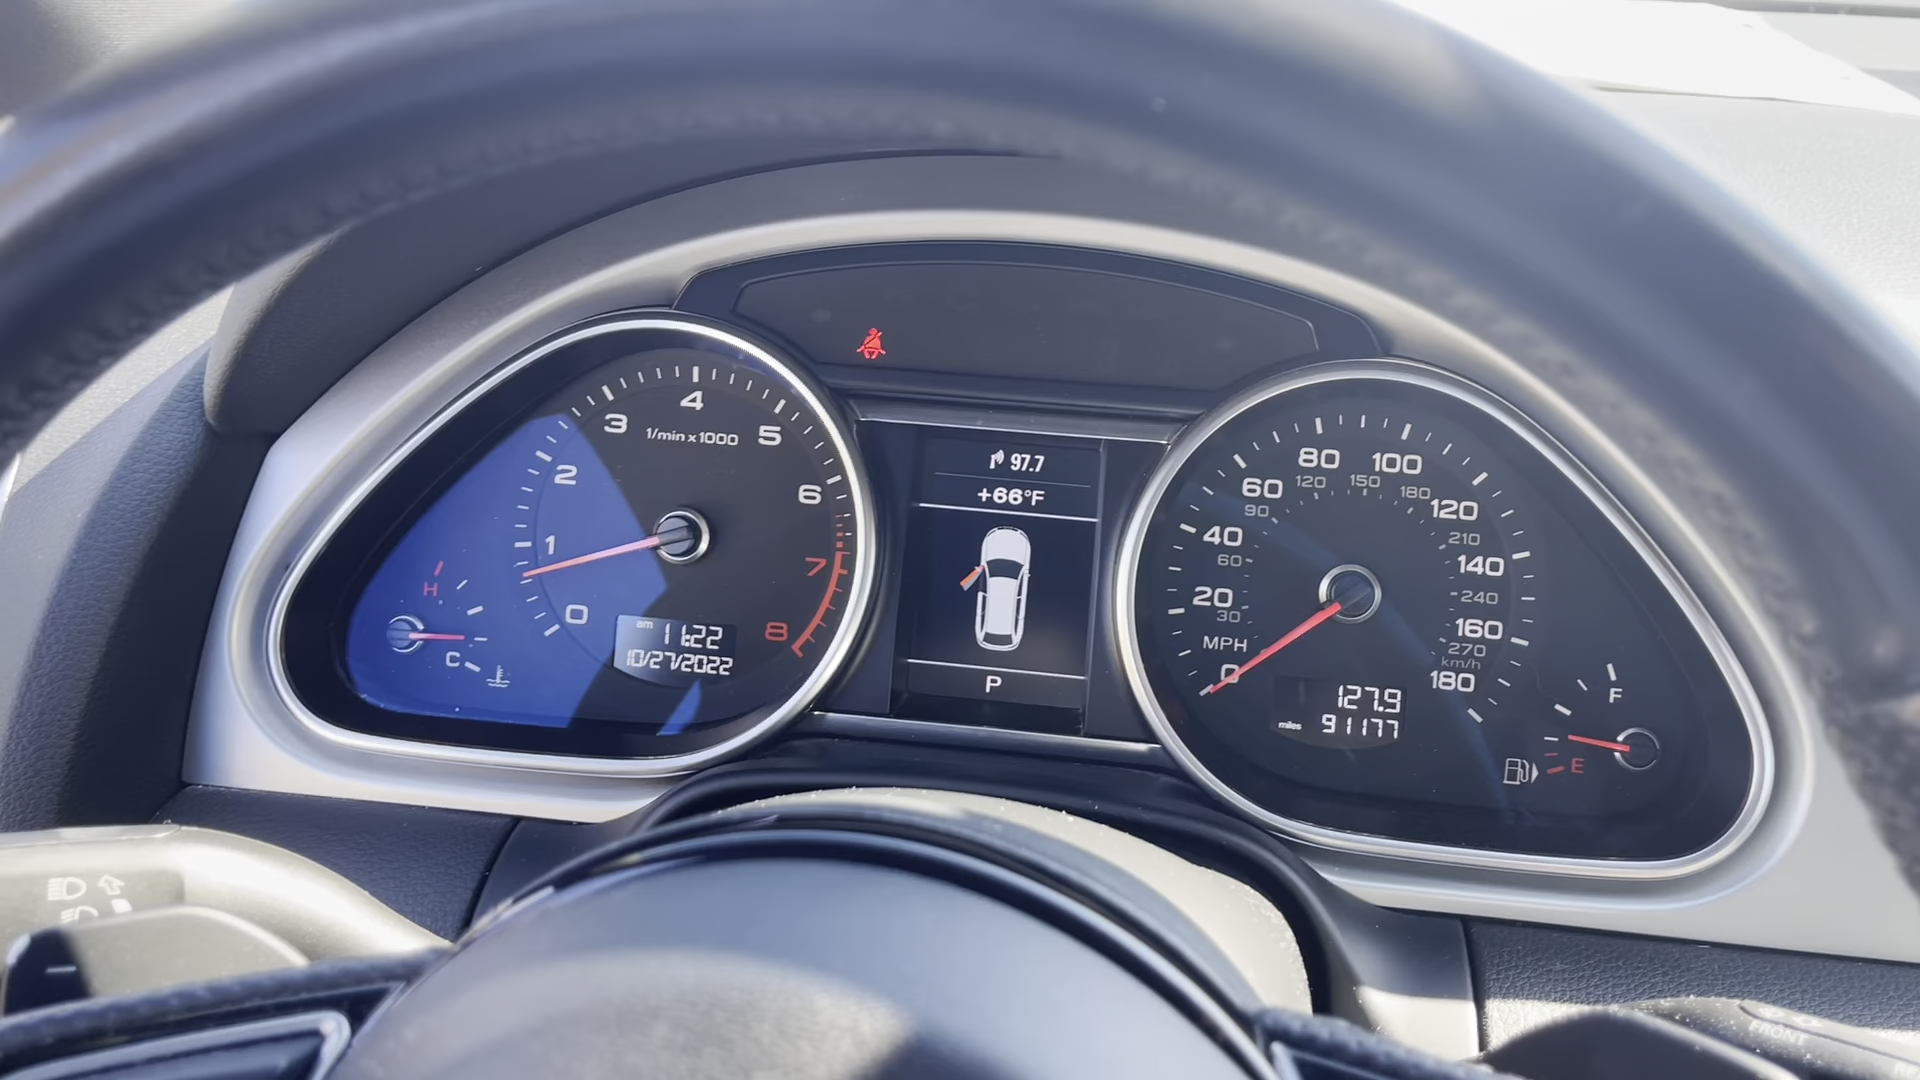 4
3
5
1/min x 1000
2
6
1
7
0
8
H
C
am 11:22
10/27/2022
97.7
+66°F
P
80
100
60
120
150
180
120
90
40
210
60
140
20
240
30
160
MPH
270
km/h
0
180
127.9
miles 91177
F
E
FRONT